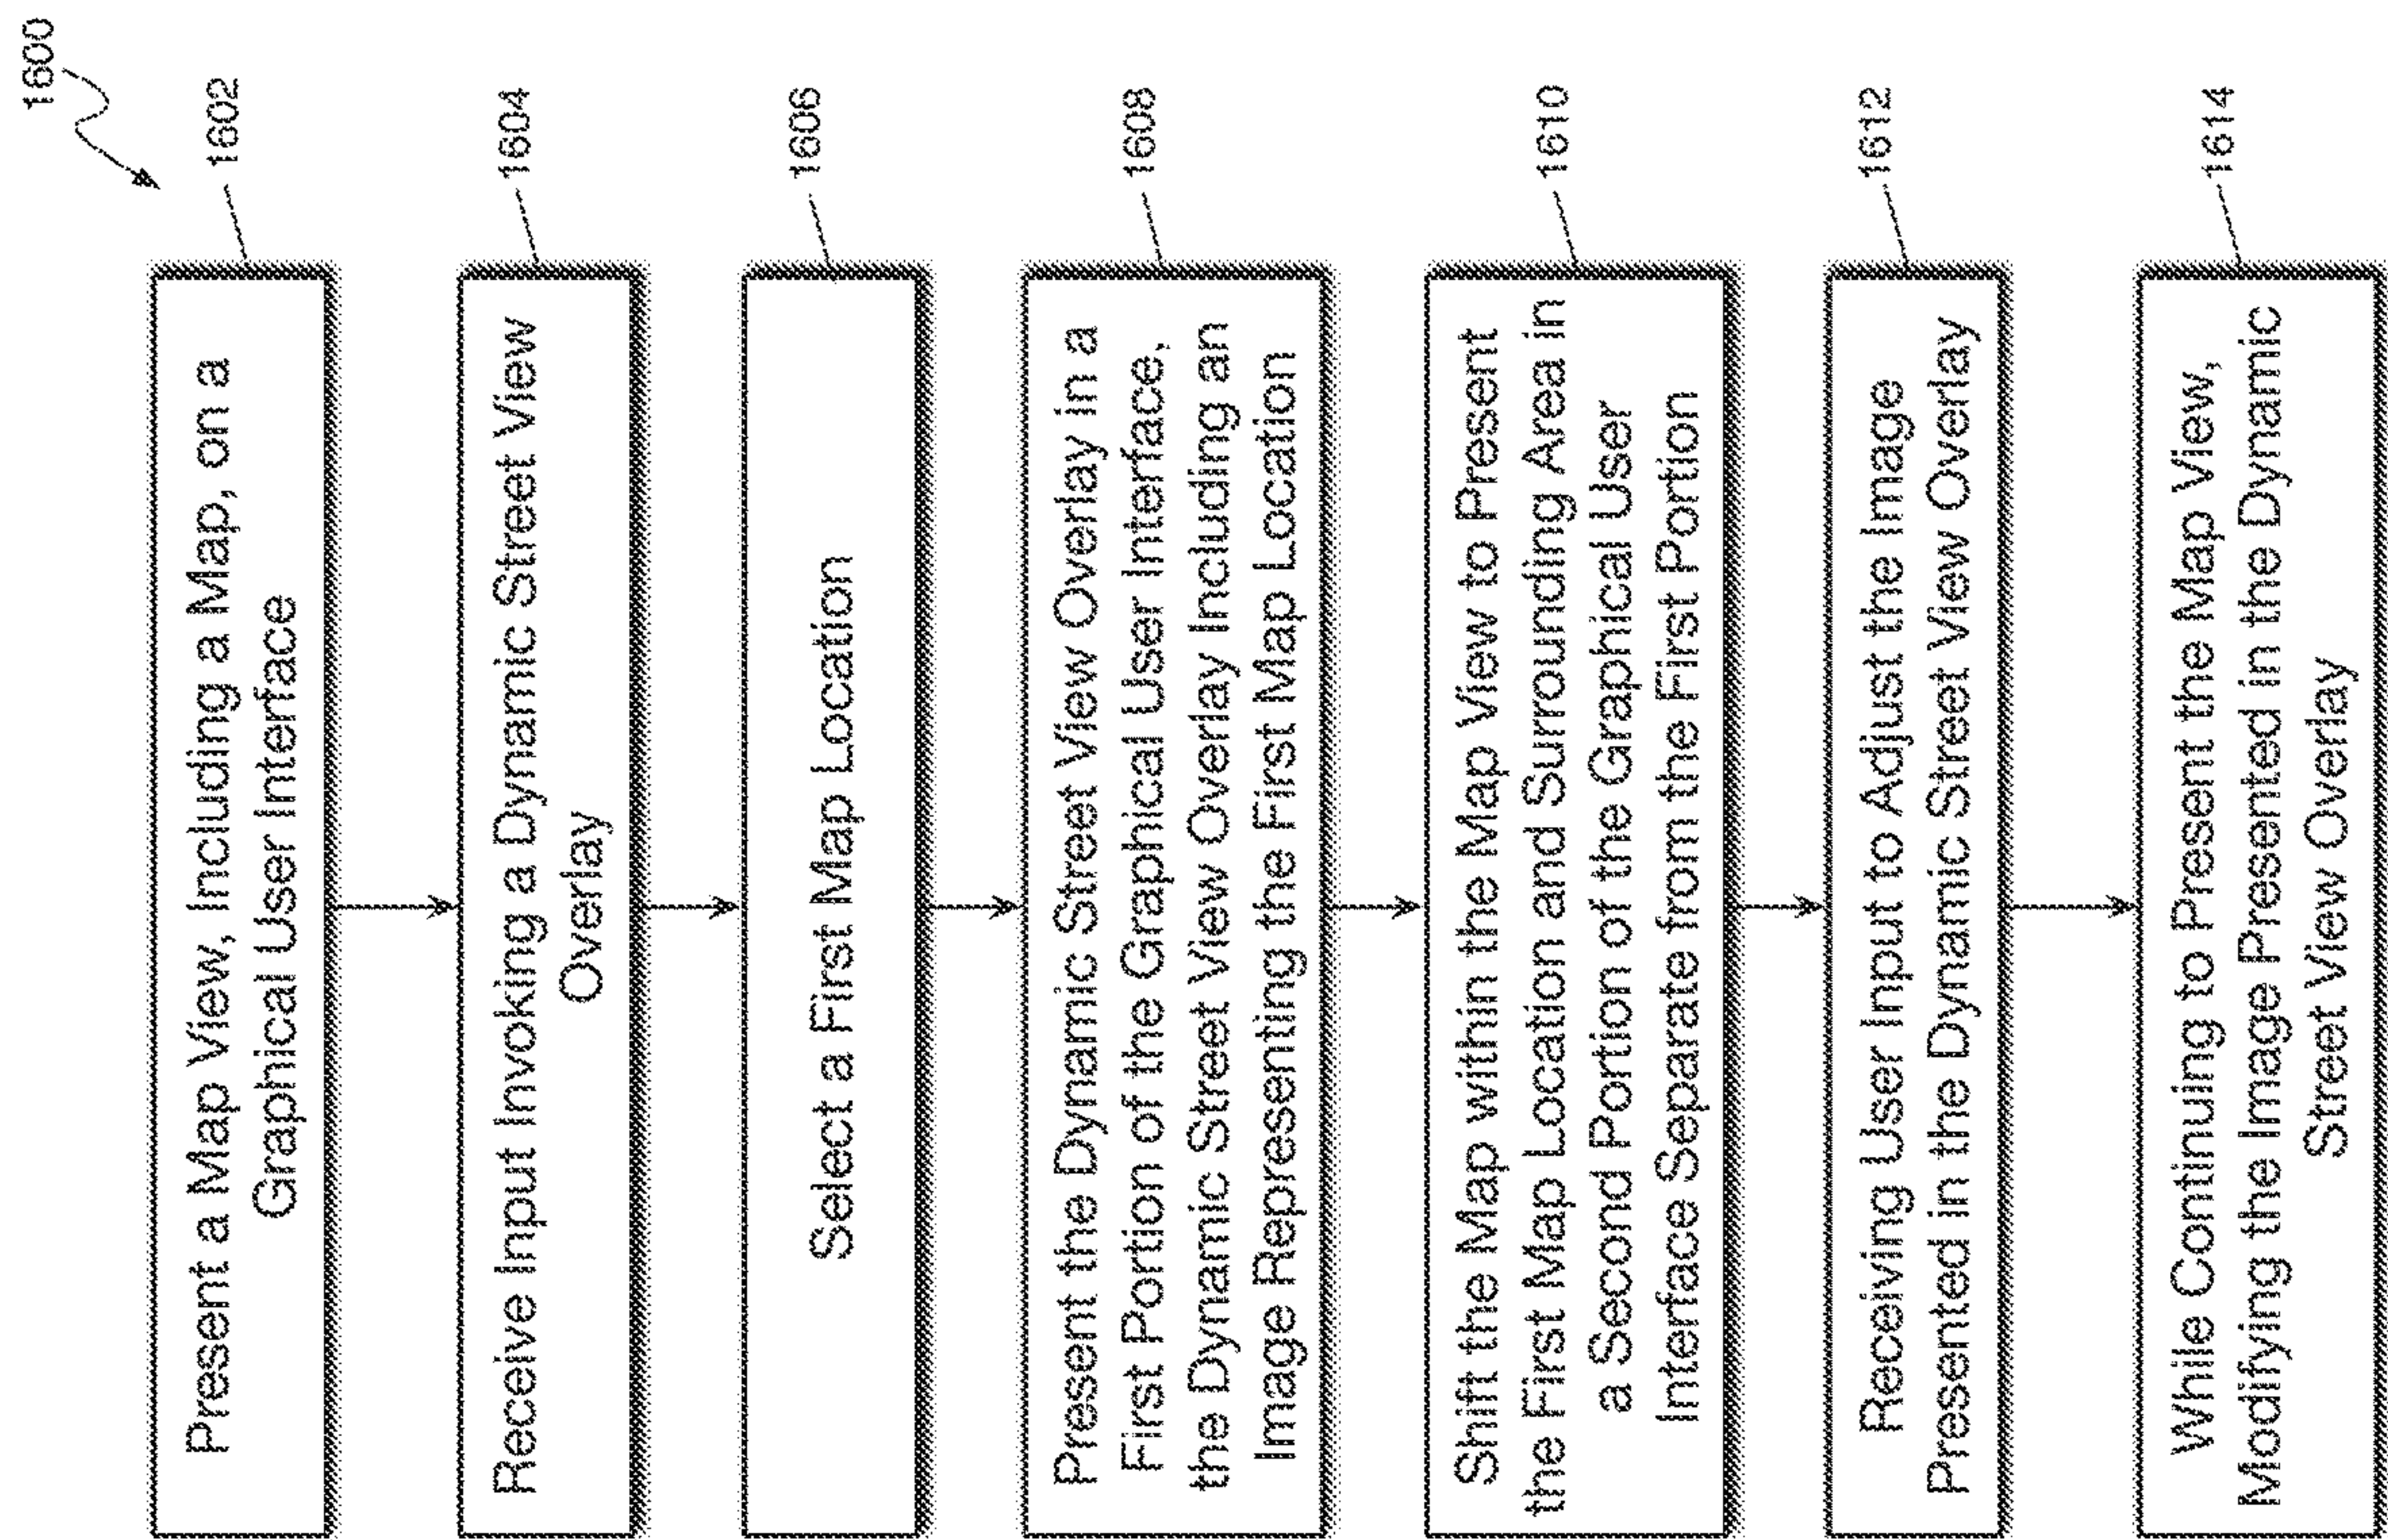 1600
Present a Map View, Including a Map, on a
Graphical User Interface
1602
Receive Input Invoking a Dynamic Street View
Overlay
1604
Select a First Map Location
1606
Present the Dynamic Street View Overlay in a
First Portion of the Graphical User Interface,
the Dynamic Street View Overlay Including an
Image Representing the First Map Location
1608
Shift the Map within the Map View to Present
the First Map Location and Surrounding Area in
a Second Portion of the Graphical User
Interface Separate from the First Portion
1610
Receiving User Input to Adjust the Image
Presented in the Dynamic Street View Overlay
1612
While Continuing to Present the Map View,
Modifying the Image Presented in the Dynamic
Street View Overlay
1614